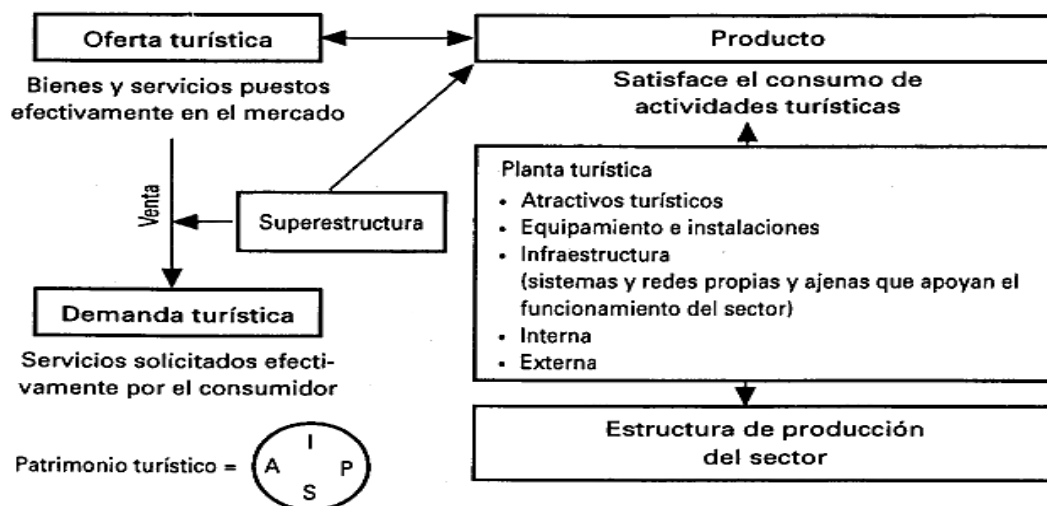 Oferta turística
Bienes y servicios puestos
efectivamente en el mercado
Venta
Superestructura
Demanda turística
Servicios solicitados efecti-
vamente por el consumidor
Patrimonio turístico =
I
A P
S
Producto
Satisface el consumo de
actividades turísticas
Planta turística
• Atractivos turísticos
• Equipamiento e instalaciones
• Infraestructura
(sistemas y redes propias y ajenas que apoyan el
funcionamiento del sector)
• Interna
• Externa
Estructura de producción
del sector